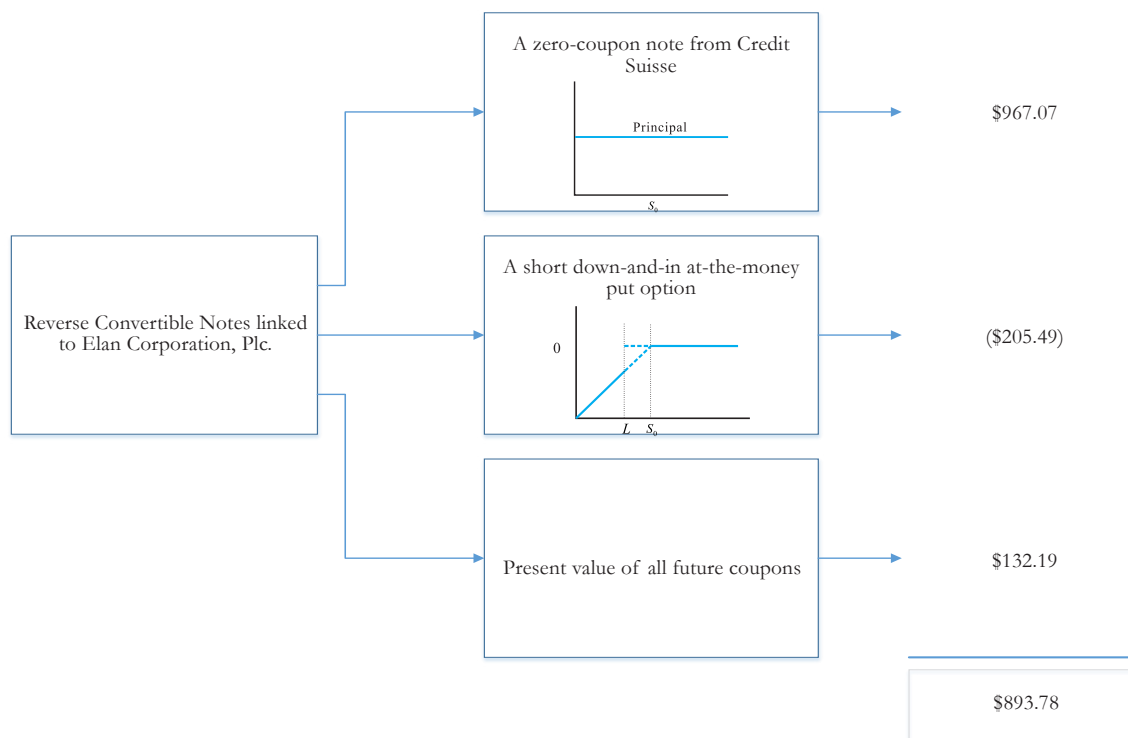 A zero-coupon note from Credit
Suisse
Principal
S₀
$967.07
Reverse Convertible Notes linked
to Elan Corporation, Plc.
A short down-and-in at-the-money
put option
0
L S₀
($205.49)
Present value of all future coupons
$132.19
$893.78